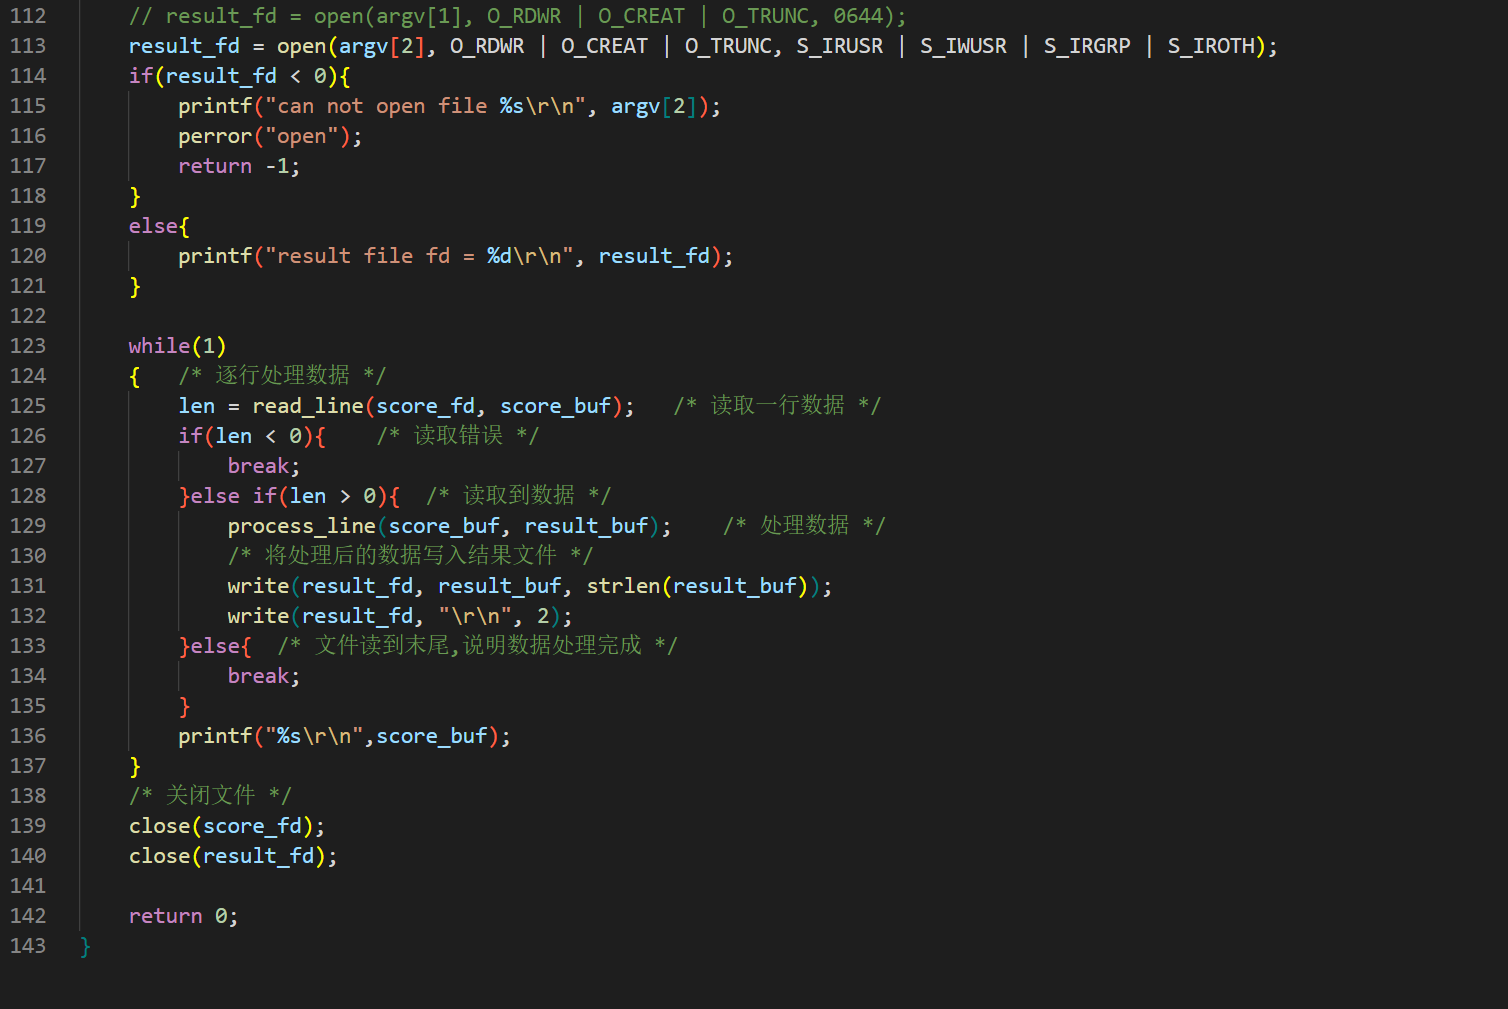 112 // result_fd = open(argv[1], O_RDWR | O_CREAT | O_TRUNC, 0644);
113 result_fd = open(argv[2], O_RDWR | O_CREAT | O_TRUNC, S_IRUSR | S_IWUSR | S_IRGRP | S_IROTH);
114 if(result_fd < 0){
115 printf("can not open file %s\r\n", argv[2]);
116 perror("open");
117 return -1;
118 }
119 else{
120 printf("result file fd = %d\r\n", result_fd);
121 }
122
123 while(1)
124 { /* 逐行处理数据 */
125 len = read_line(score_fd, score_buf); /* 读取一行数据 */
126 if(len < 0){ /* 读取错误 */
127 break;
128 }else if(len > 0){ /* 读取到数据 */
129 process_line(score_buf, result_buf); /* 处理数据 */
130 /* 将处理后的数据写入结果文件 */
131 write(result_fd, result_buf, strlen(result_buf));
132 write(result_fd, "\r\n", 2);
133 }else{ /* 文件读到末尾,说明数据处理完成 */
134 break;
135 }
136 printf("%s\r\n",score_buf);
137 }
138 /* 关闭文件 */
139 close(score_fd);
140 close(result_fd);
141
142 return 0;
143 }